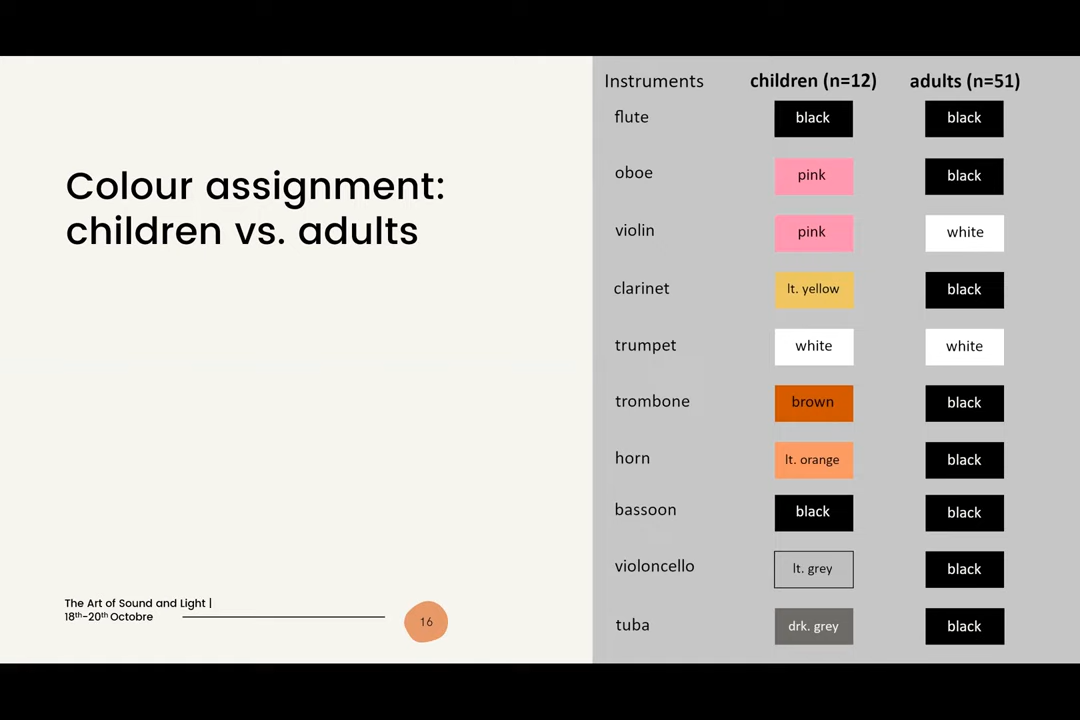 Colour assignment:
children vs. adults
Instruments children (n=12) adults (n=51)
flute black black
oboe pink black
violin pink white
clarinet lt. yellow black
trumpet white white
trombone brown black
horn lt. orange black
bassoon black black
violoncello lt. grey black
tuba drk. grey black
The Art of Sound and Light |
18th-20th Octobre
16